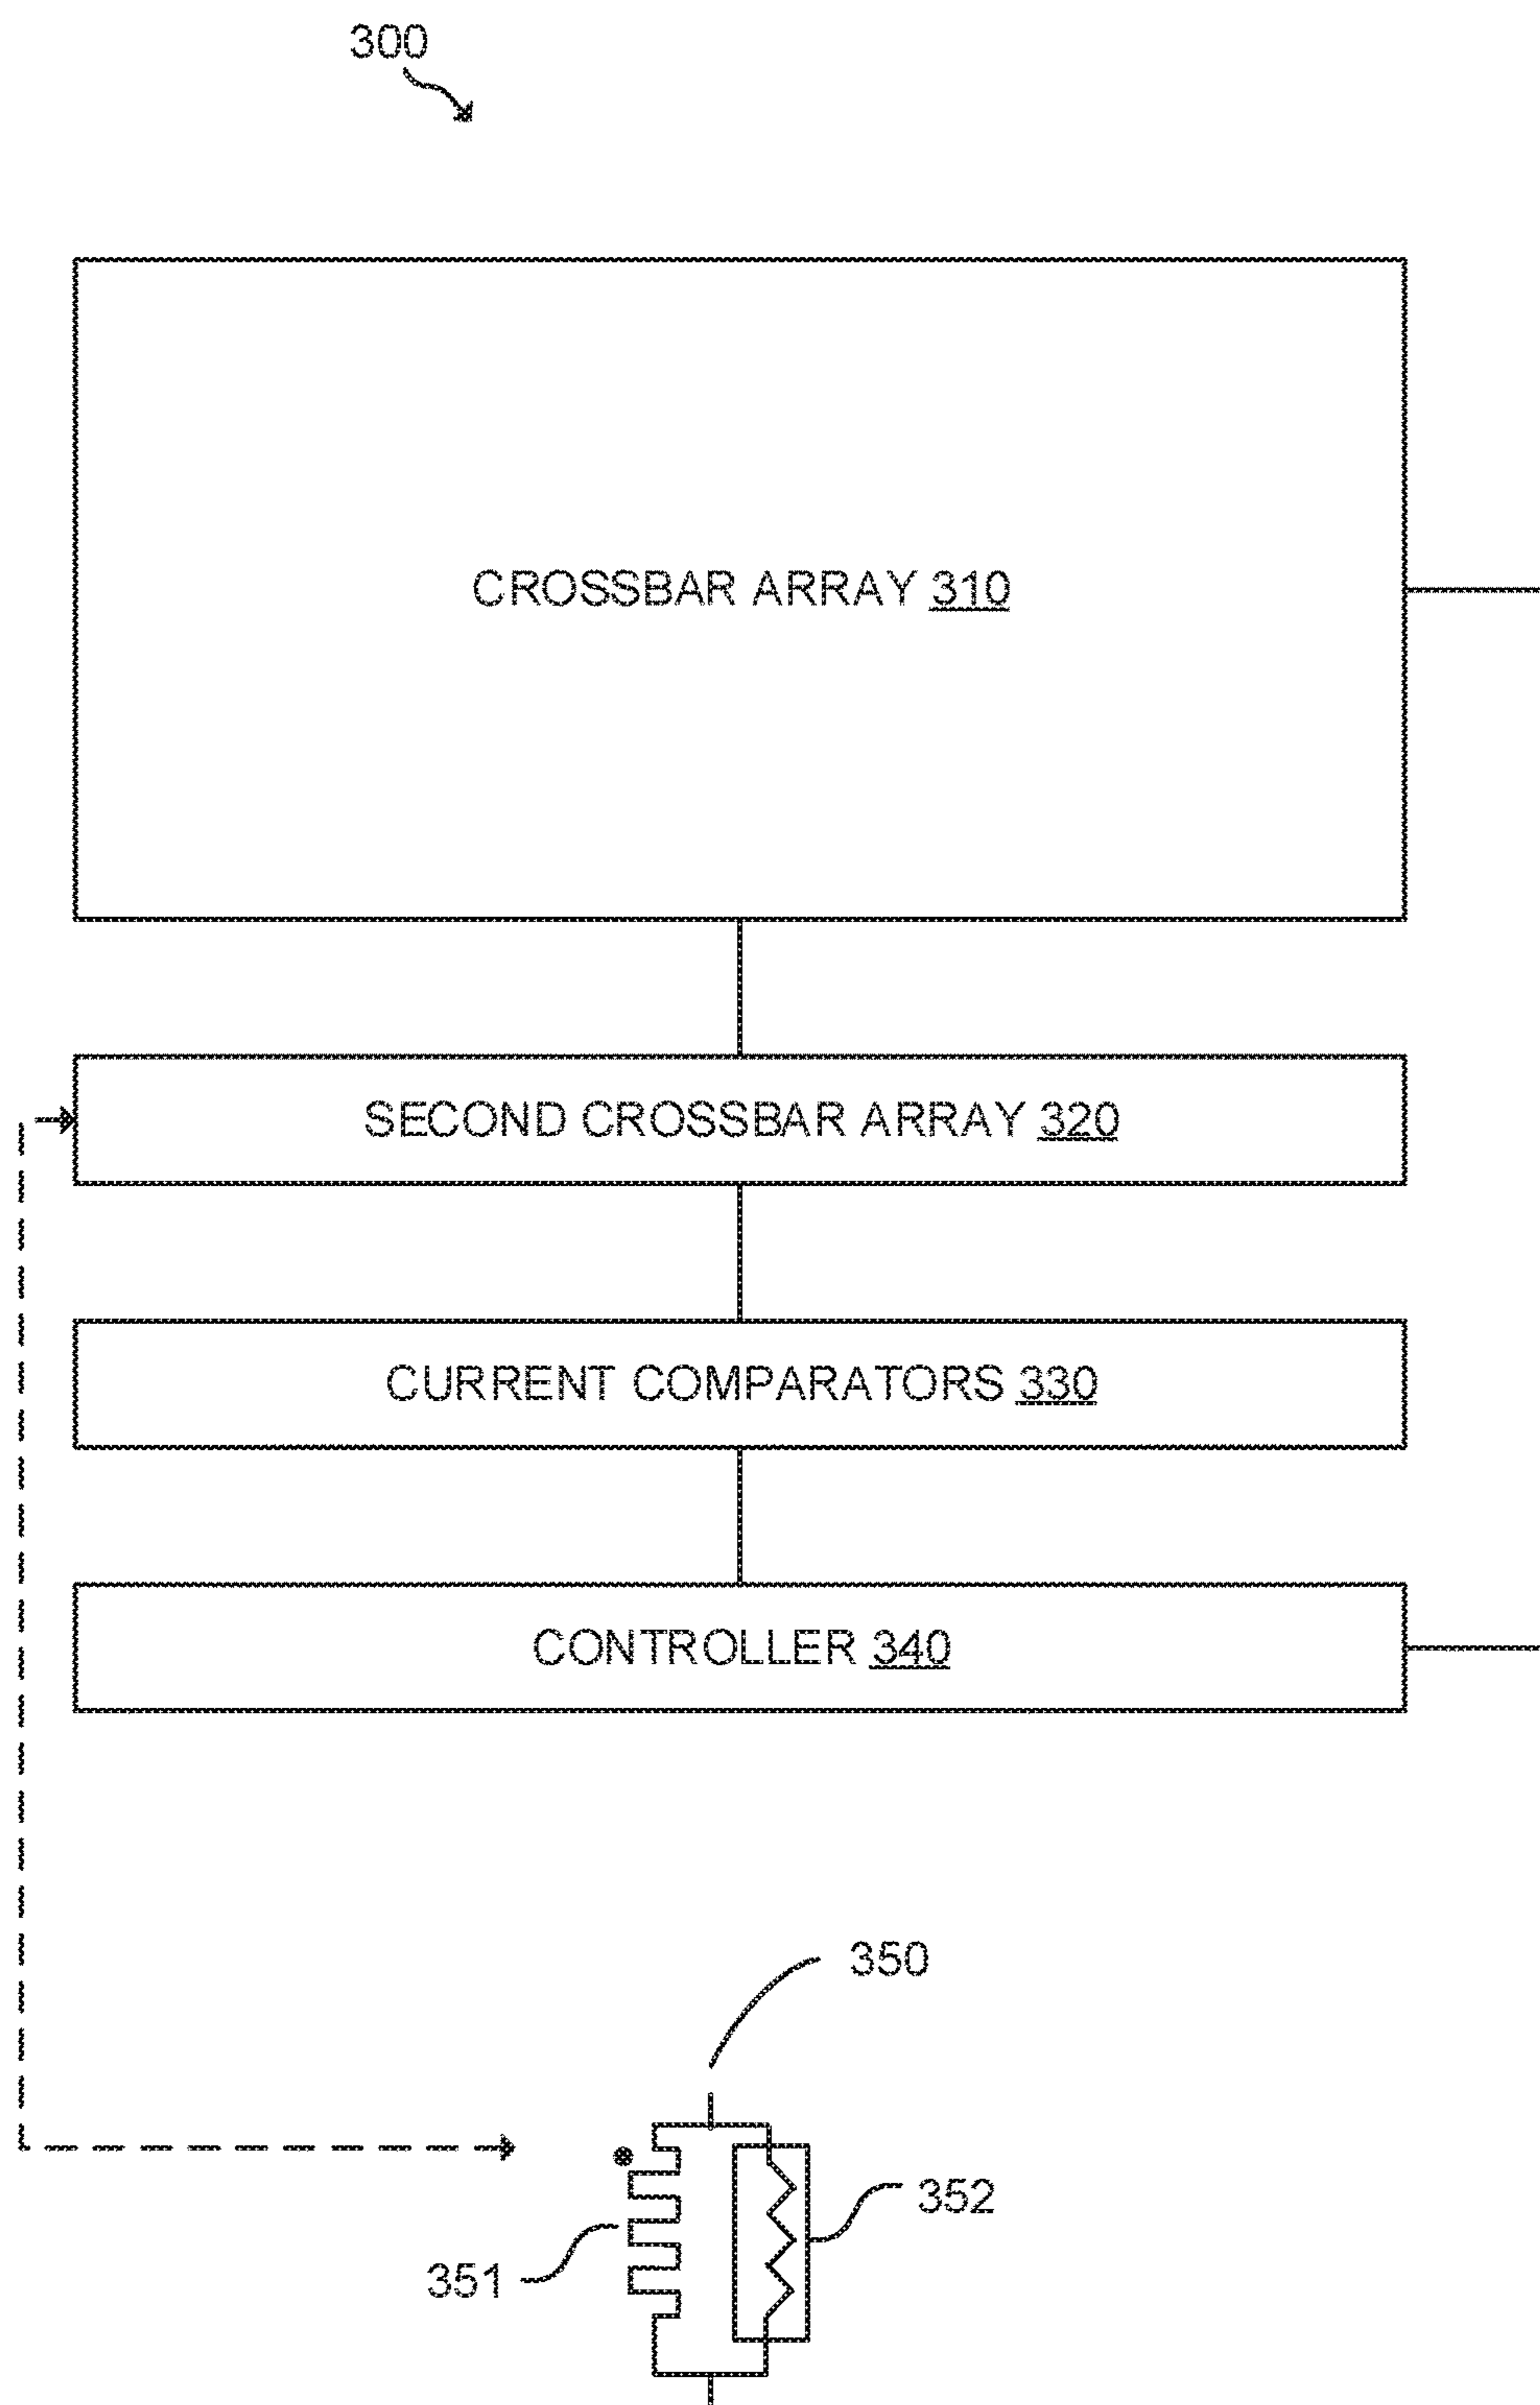 300
CROSSBAR ARRAY 310
SECOND CROSSBAR ARRAY 320
CURRENT COMPARATORS 330
CONTROLLER 340
350
352
351